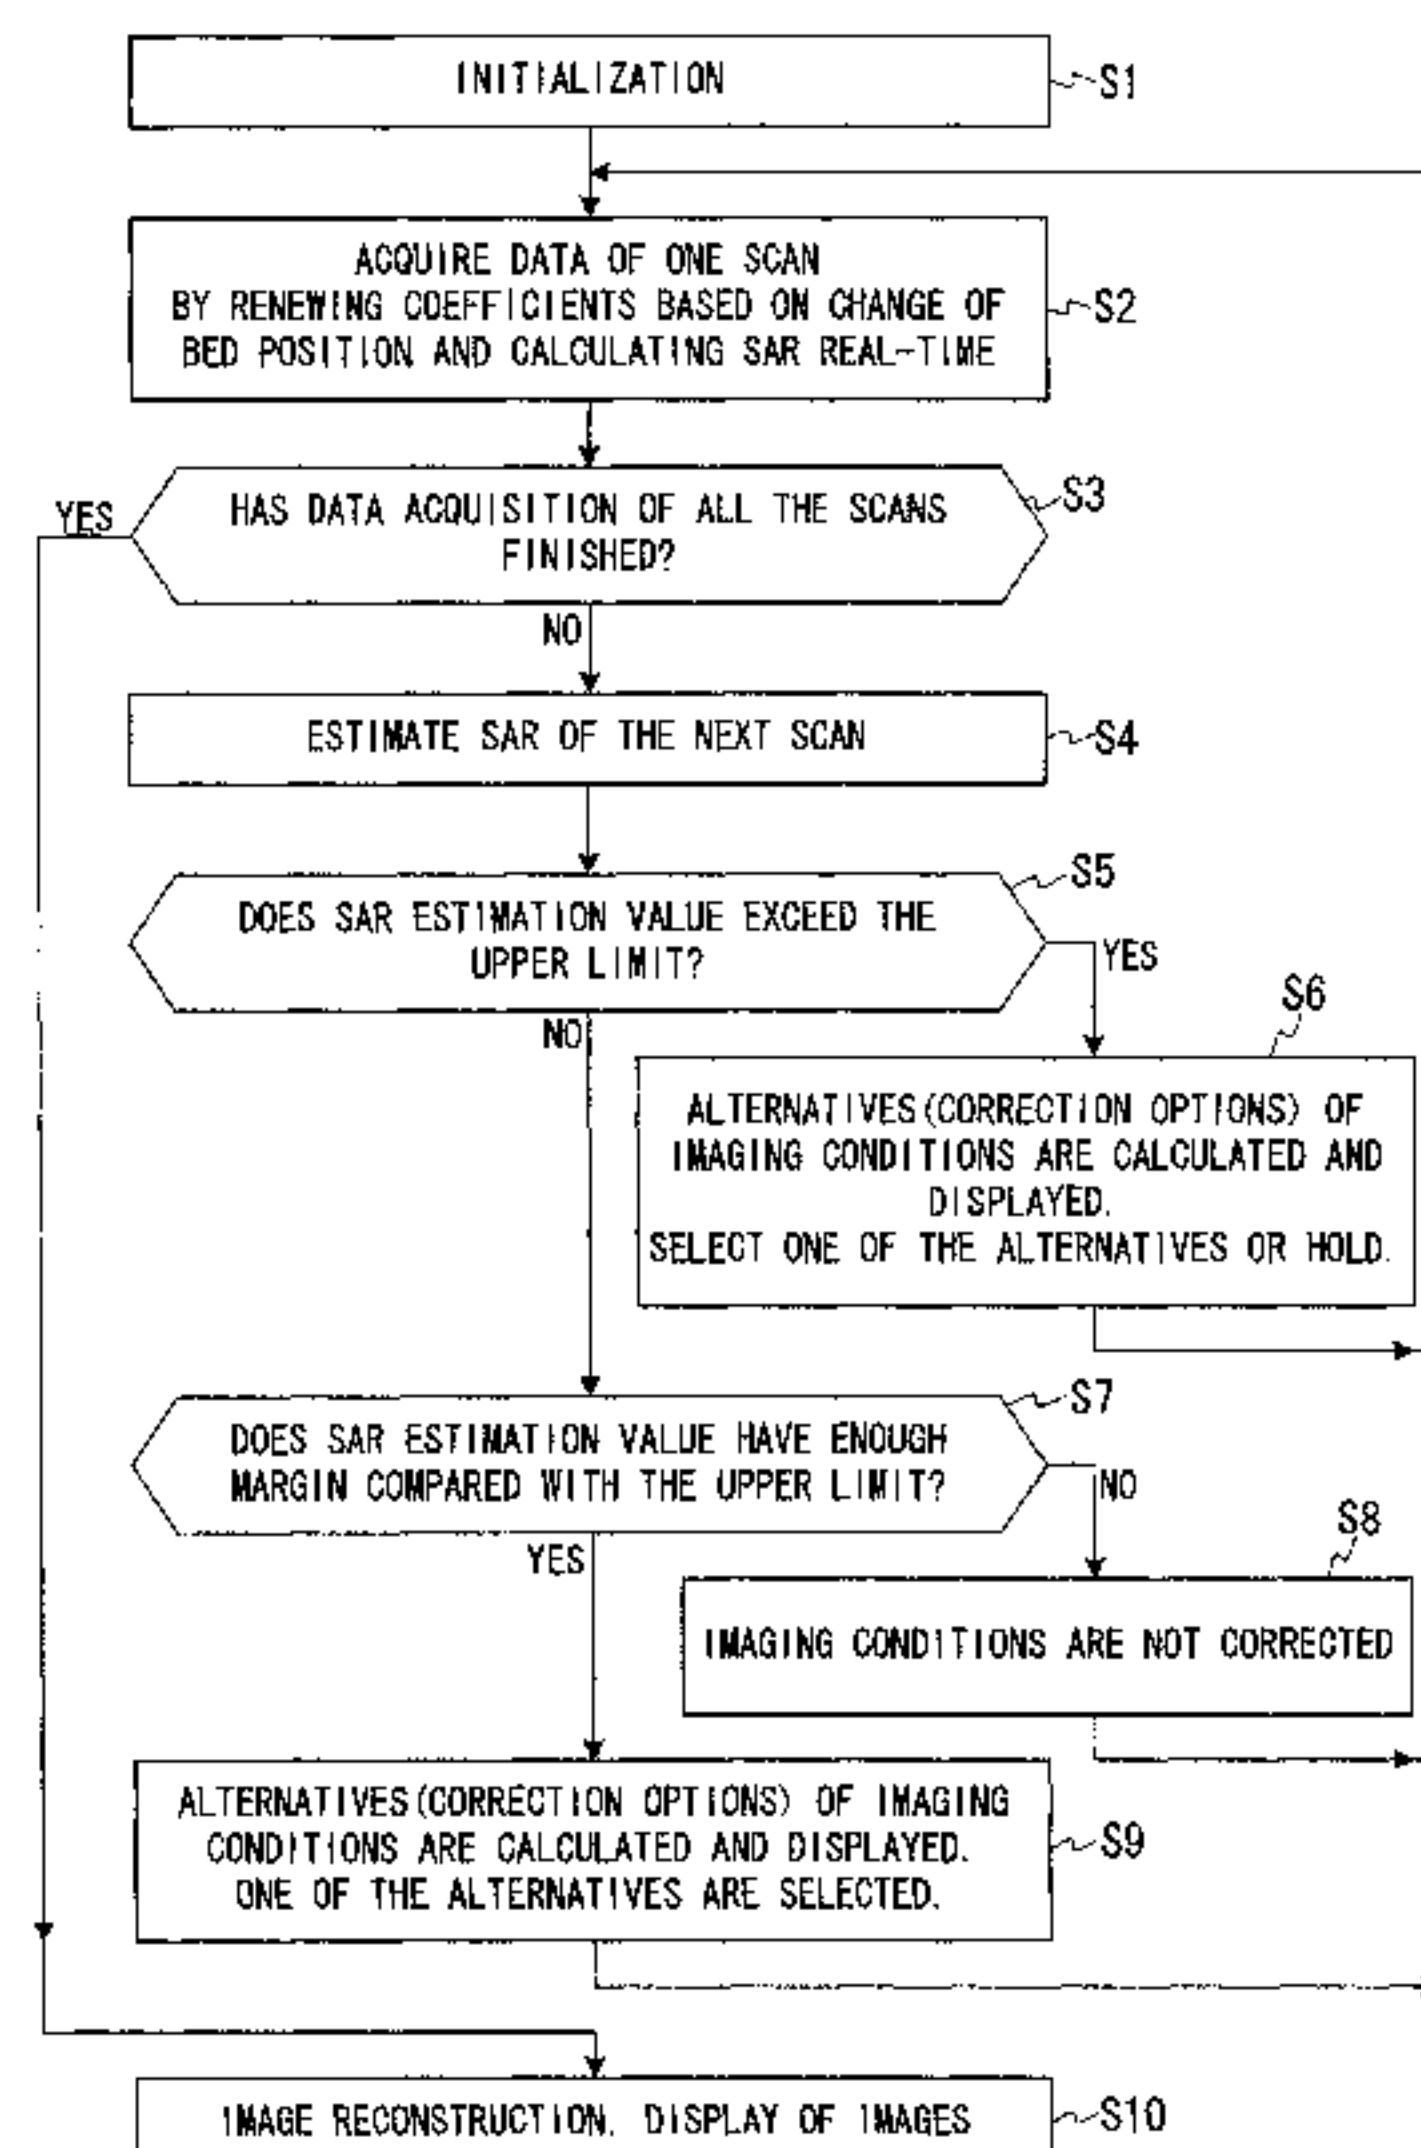 INITIALIZATION
S1
ACQUIRE DATA OF ONE SCAN
BY RENEWING COEFFICIENTS BASED ON CHANGE OF
BED POSITION AND CALCULATING SAR REAL-TIME
S2
HAS DATA ACQUISITION OF ALL THE SCANS
FINISHED?
S3
YES
NO
ESTIMATE SAR OF THE NEXT SCAN
S4
DOES SAR ESTIMATION VALUE EXCEED THE
UPPER LIMIT?
S5
YES
NO
S6
ALTERNATIVES(CORRECTION OPTIONS) OF
IMAGING CONDITIONS ARE CALCULATED AND
DISPLAYED.
SELECT ONE OF THE ALTERNATIVES OR HOLD.
DOES SAR ESTIMATION VALUE HAVE ENOUGH
MARGIN COMPARED WITH THE UPPER LIMIT?
S7
NO
YES
S8
IMAGING CONDITIONS ARE NOT CORRECTED
ALTERNATIVES(CORRECTION OPTIONS) OF IMAGING
CONDITIONS ARE CALCULATED AND DISPLAYED.
ONE OF THE ALTERNATIVES ARE SELECTED.
S9
IMAGE RECONSTRUCTION, DISPLAY OF IMAGES
S10